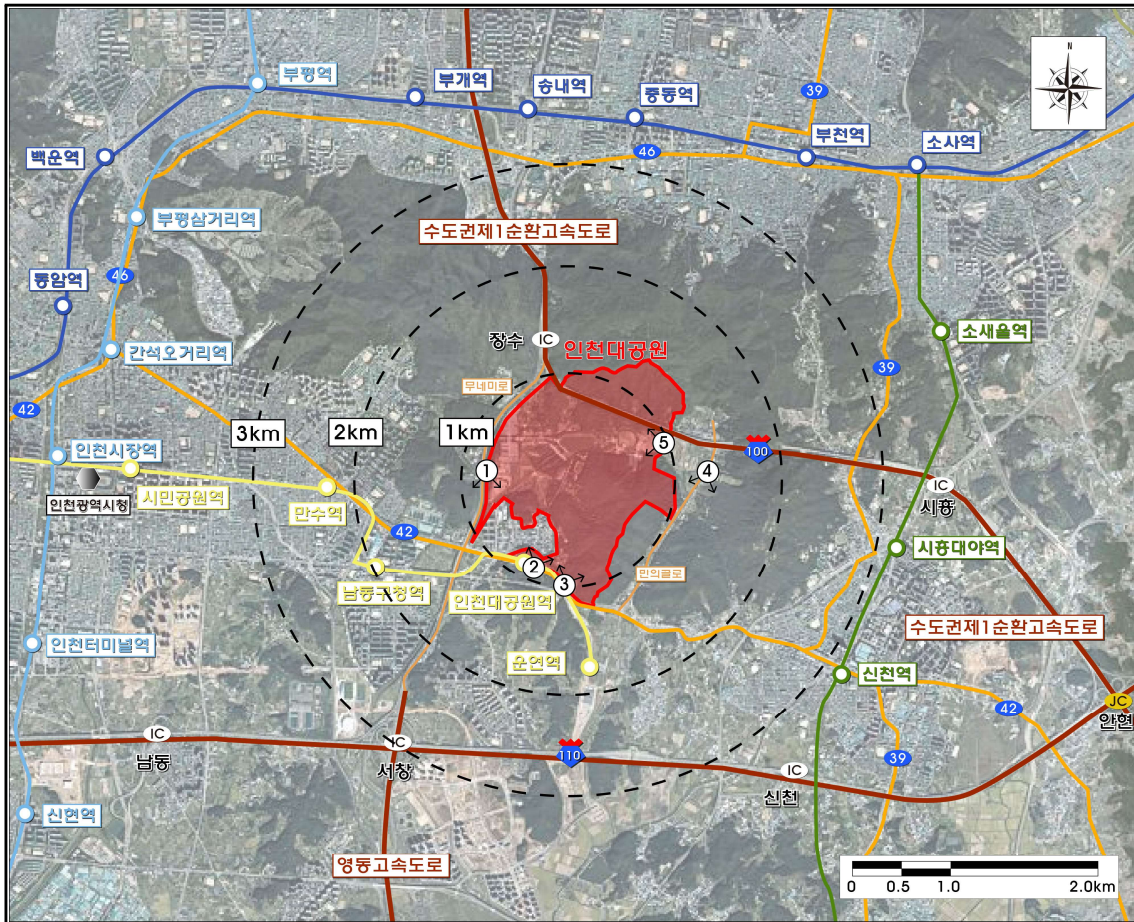 N
부평역
부개역
송내역
중동역
39
46
부천역
소사역
백운역
부평삼거리역
수도권제1순환고속도로
46
동암역
소새울역
장수
IC
인천대공원
간석오거리역
무네미로
39
42
3km
2km
1km
인천시장역
시민공원역
만수역
인천광역시청
1
5
4
100
IC
시흥
42
시흥대야역
남동구청역
2
3
인천대공원역
만의골로
인천터미널역
운연역
수도권제1순환고속도로
신천역
JC
안현
42
IC
남동
IC
서창
110
39
IC
신천
신현역
영동고속도로
0 0.5 1.0 2.0km